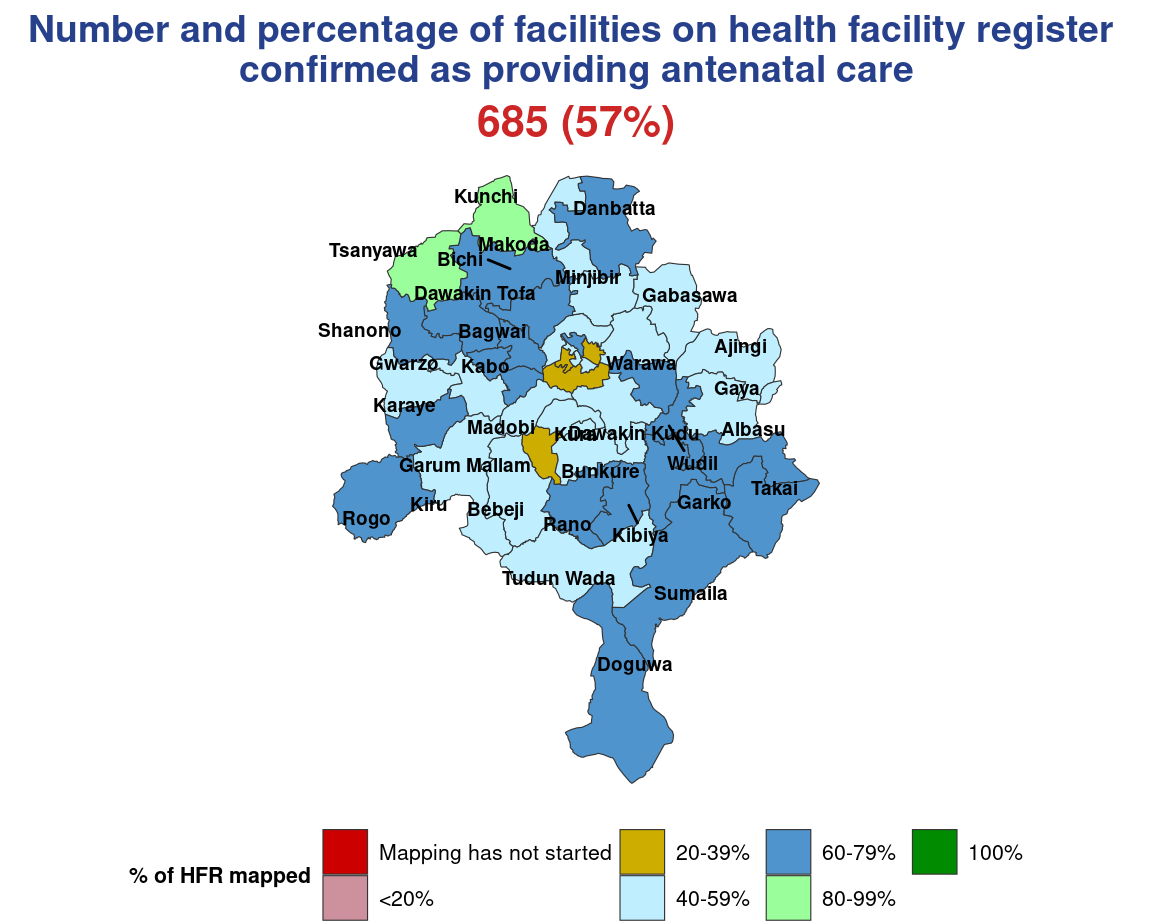 Number and percentage of facilities on health facility register
confirmed as providing antenatal care
685 (57%)
Kunchi
Danbatta
Makoda
Tsanyawa
Bichi
Minjibir
Dawakin Tofa
Gabasawa
Shanono
Bagwai
Ajingi
Gwarzo
Kabo
Warawa
Gaya
Karaye
Madobi
Kura
Dawakin Kudu
Albasu
Garum Mallam
Bunkure
Wudil
Takai
Kiru
Bebeji
Garko
Rogo
Rano
Kibiya
Tudun Wada
Sumaila
Doguwa
% of HFR mapped
Mapping has not started
<20%
20-39%
40-59%
60-79%
80-99%
100%